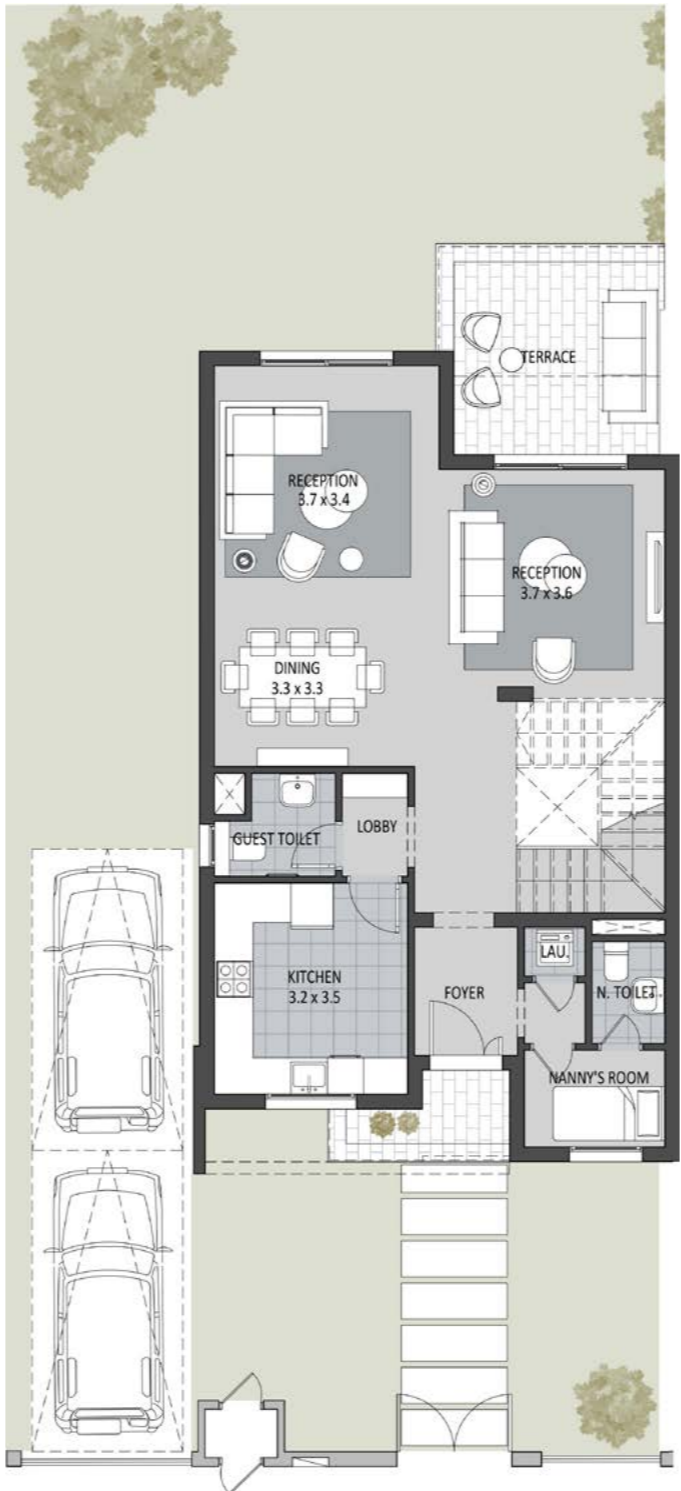 TERRACE
RECEPTION
3.7 x 3.4
RECEPTION
3.7 x 3.6
DINING
3.3 x 3.3
GUEST TOILET
LOBBY
KITCHEN
3.2 x 3.5
FOYER
LAU.
N. TOILET.
NANNY'S ROOM